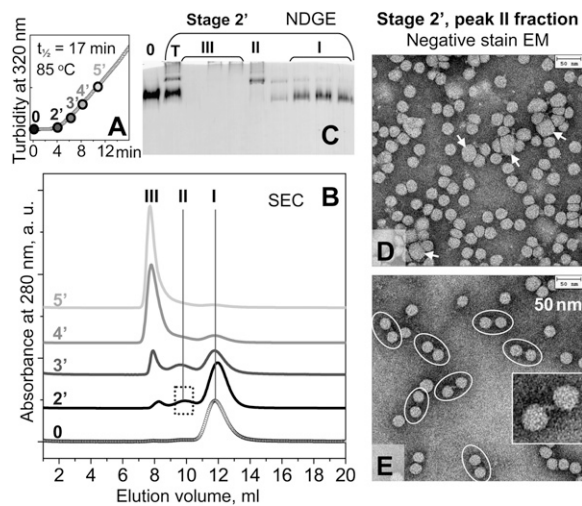 Stage 2’
NDGE
0
T
III
II
I
C
Turbidity at 320 nm
t½ = 17 min
85 °C
0
2’
3’
4’
5’
A
0 4 8 12 min
Stage 2’, peak II fraction
Negative stain EM
50 nm
D
B
SEC
III
II
I
Absorbance at 280 nm, a. u.
5’
4’
3’
2’
0
2 4 6 8 10 12 14 16 18 20
Elution volume, ml
50 nm
50 nm
E